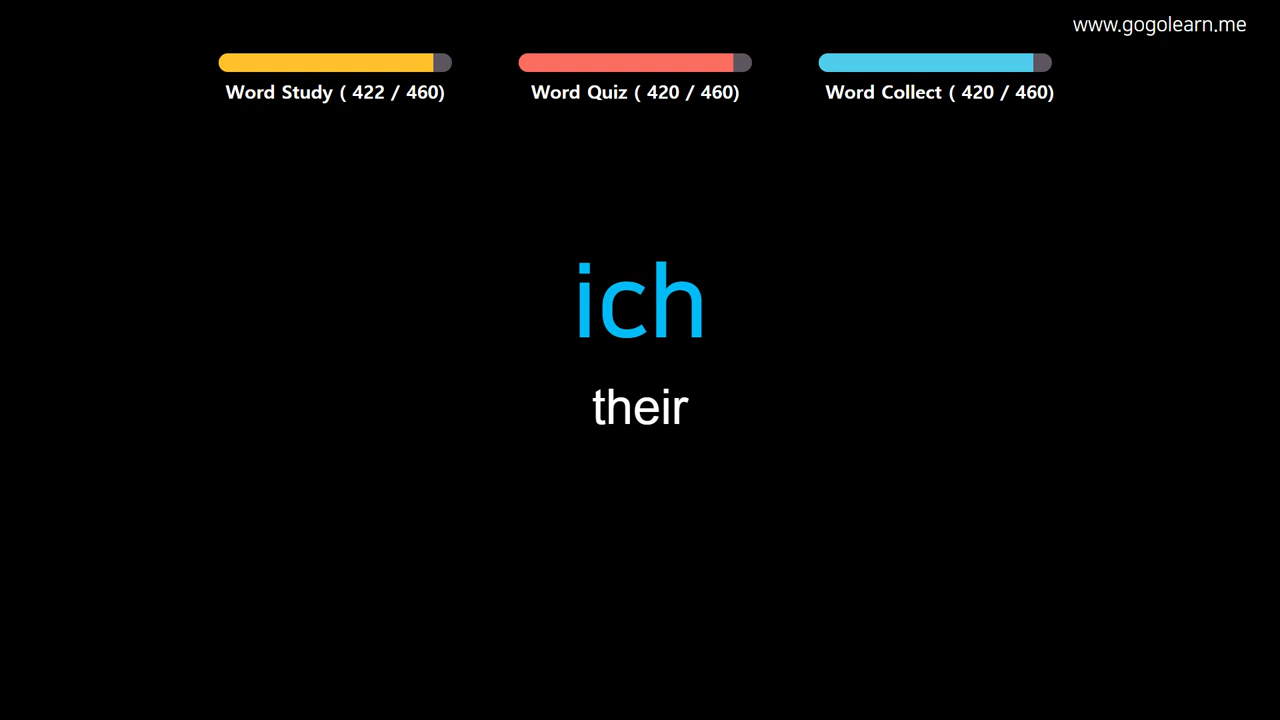 www.gogolearn.me
Word Study ( 422 / 460)
Word Quiz ( 420 / 460)
Word Collect ( 420 / 460)
ich
their